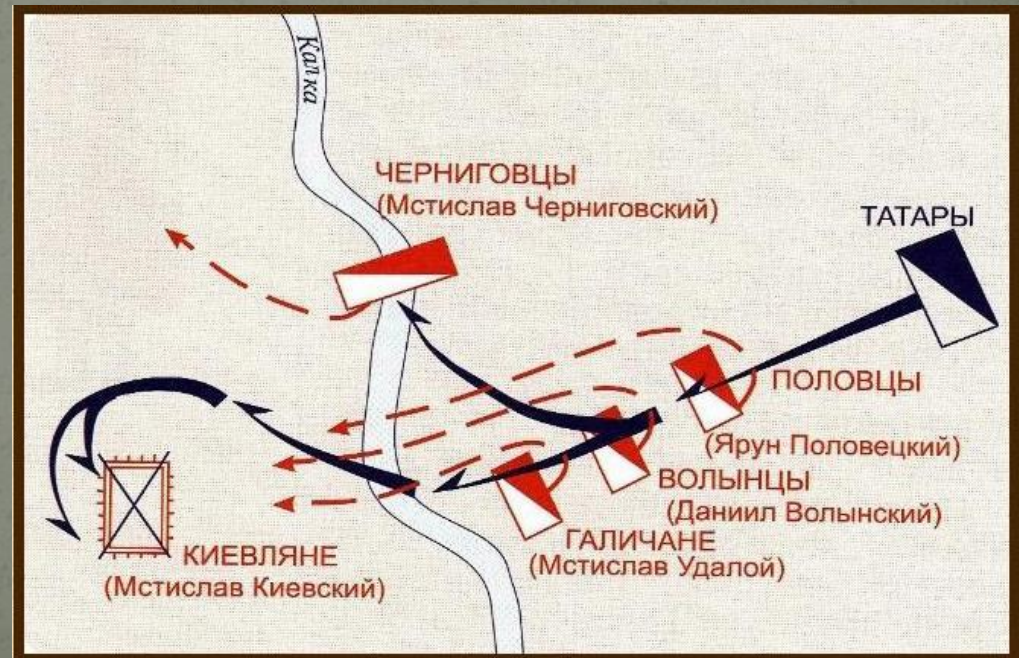 Калка
ЧЕРНИГОВЦЫ
(Мстислав Черниговский)
ТАТАРЫ
ПОЛОВЦЫ
(Ярун Половецкий)
ВОЛЫНЦЫ
(Даниил Волынский)
ГАЛИЧАНЕ
(Мстислав Удалой)
КИЕВЛЯНЕ
(Мстислав Киевский)